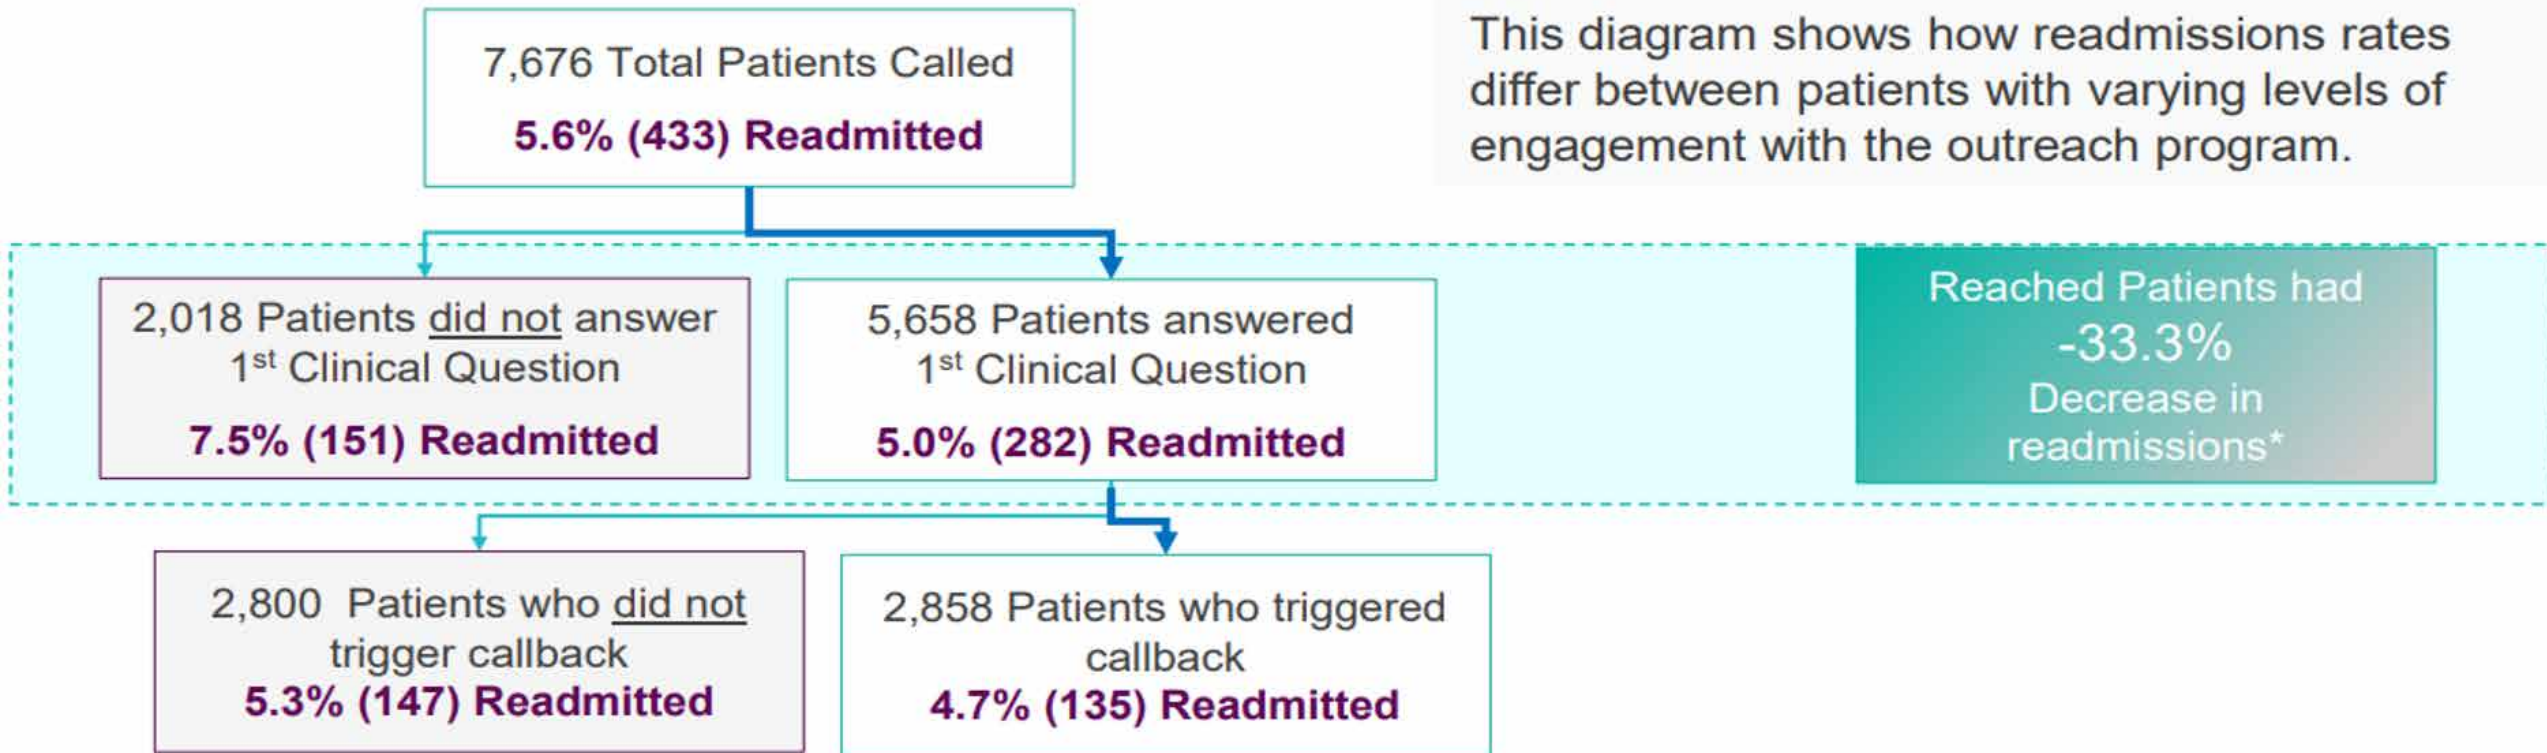 7,676 Total Patients Called
5.6% (433) Readmitted
This diagram shows how readmissions rates
differ between patients with varying levels of
engagement with the outreach program.
2,018 Patients did not answer
1st Clinical Question
7.5% (151) Readmitted
5,658 Patients answered
1st Clinical Question
5.0% (282) Readmitted
Reached Patients had
-33.3%
Decrease in
readmissions*
2,800 Patients who did not
trigger callback
5.3% (147) Readmitted
2,858 Patients who triggered
callback
4.7% (135) Readmitted